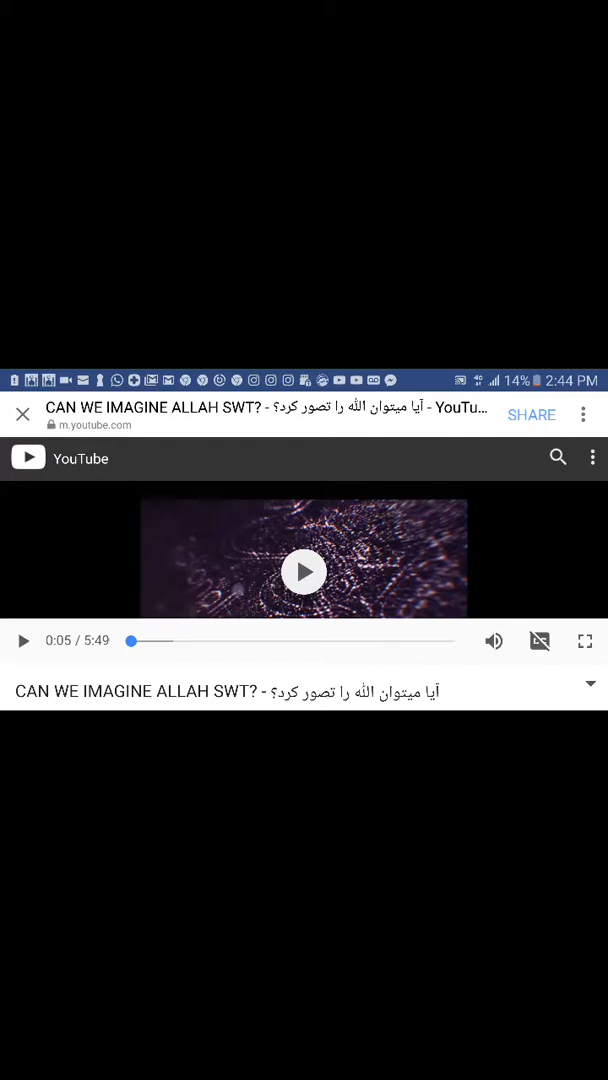 14% 2:44 PM
CAN WE IMAGINE ALLAH SWT? - آیا میتوان الله را تصور کرد؟ - YouTu...
SHARE
m.youtube.com
YouTube
0:05 / 5:49
CAN WE IMAGINE ALLAH SWT? - آیا میتوان الله را تصور کرد؟